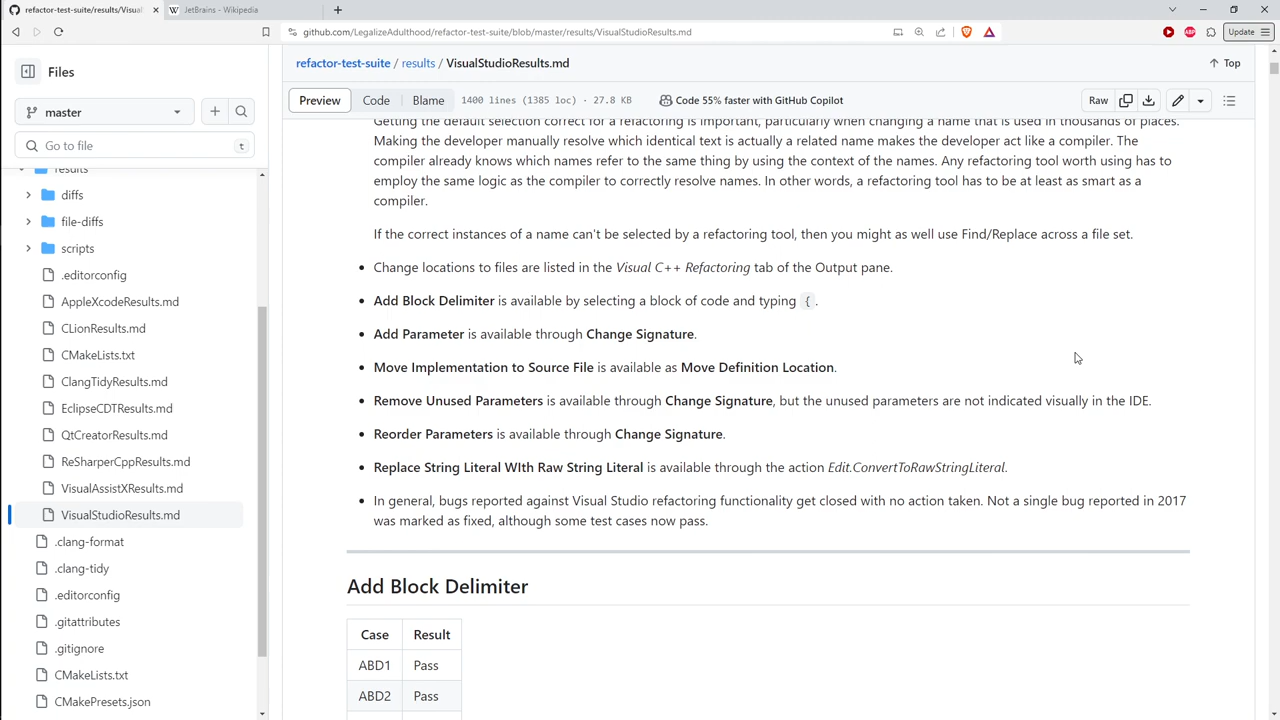 refactor-test-suite/results/Visual
JetBrains - Wikipedia
github.com/LegalizeAdulthood/refactor-test-suite/blob/master/results/VisualStudioResults.md
Update
Files
refactor-test-suite / results / VisualStudioResults.md
Top
master
Preview
Code
Blame
1400 lines (1385 loc) · 27.8 KB
Code 55% faster with GitHub Copilot
Raw
Go to file
t
results
diffs
file-diffs
scripts
.editorconfig
AppleXcodeResults.md
CLionResults.md
CMakeLists.txt
ClangTidyResults.md
EclipseCDTResults.md
QtCreatorResults.md
ReSharperCppResults.md
VisualAssistXResults.md
VisualStudioResults.md
.clang-format
.clang-tidy
.editorconfig
.gitattributes
.gitignore
CMakeLists.txt
CMakePresets.json
Getting the default selection correct for a refactoring is important, particularly when changing a name that is used in thousands of places.
Making the developer manually resolve which identical text is actually a related name makes the developer act like a compiler. The
compiler already knows which names refer to the same thing by using the context of the names. Any refactoring tool worth using has to
employ the same logic as the compiler to correctly resolve names. In other words, a refactoring tool has to be at least as smart as a
compiler.
If the correct instances of a name can't be selected by a refactoring tool, then you might as well use Find/Replace across a file set.
• Change locations to files are listed in the Visual C++ Refactoring tab of the Output pane.
• Add Block Delimiter is available by selecting a block of code and typing {.
• Add Parameter is available through Change Signature.
• Move Implementation to Source File is available as Move Definition Location.
• Remove Unused Parameters is available through Change Signature, but the unused parameters are not indicated visually in the IDE.
• Reorder Parameters is available through Change Signature.
• Replace String Literal WIth Raw String Literal is available through the action Edit.ConvertToRawStringLiteral.
• In general, bugs reported against Visual Studio refactoring functionality get closed with no action taken. Not a single bug reported in 2017
was marked as fixed, although some test cases now pass.
Add Block Delimiter
Case Result
ABD1 Pass
ABD2 Pass